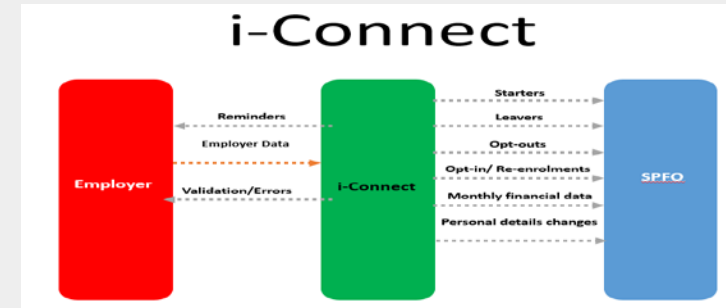 i-Connect
Employer
Reminders
Employer Data
Validation/Errors
i-Connect
Starters
Leavers
Opt-outs
Opt-in/ Re-enrolments
Monthly financial data
Personal details changes
SPFO